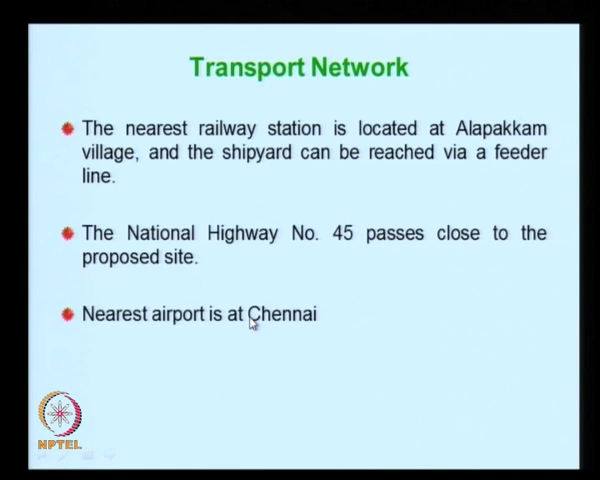 Transport Network
The nearest railway station is located at Alapakkam
village, and the shipyard can be reached via a feeder
line.
The National Highway No. 45 passes close to the
proposed site.
Nearest airport is at Chennai
NPTEL